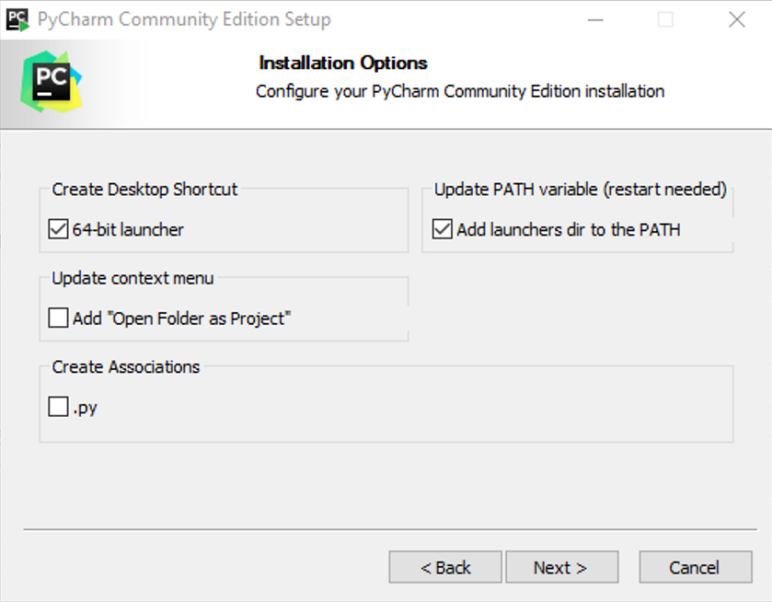 PC PyCharm Community Edition Setup
PC
Installation Options
Configure your PyCharm Community Edition installation
Create Desktop Shortcut
64-bit launcher
Update PATH variable (restart needed)
Add launchers dir to the PATH
Update context menu
Add "Open Folder as Project"
Create Associations
.py
< Back
Next >
Cancel